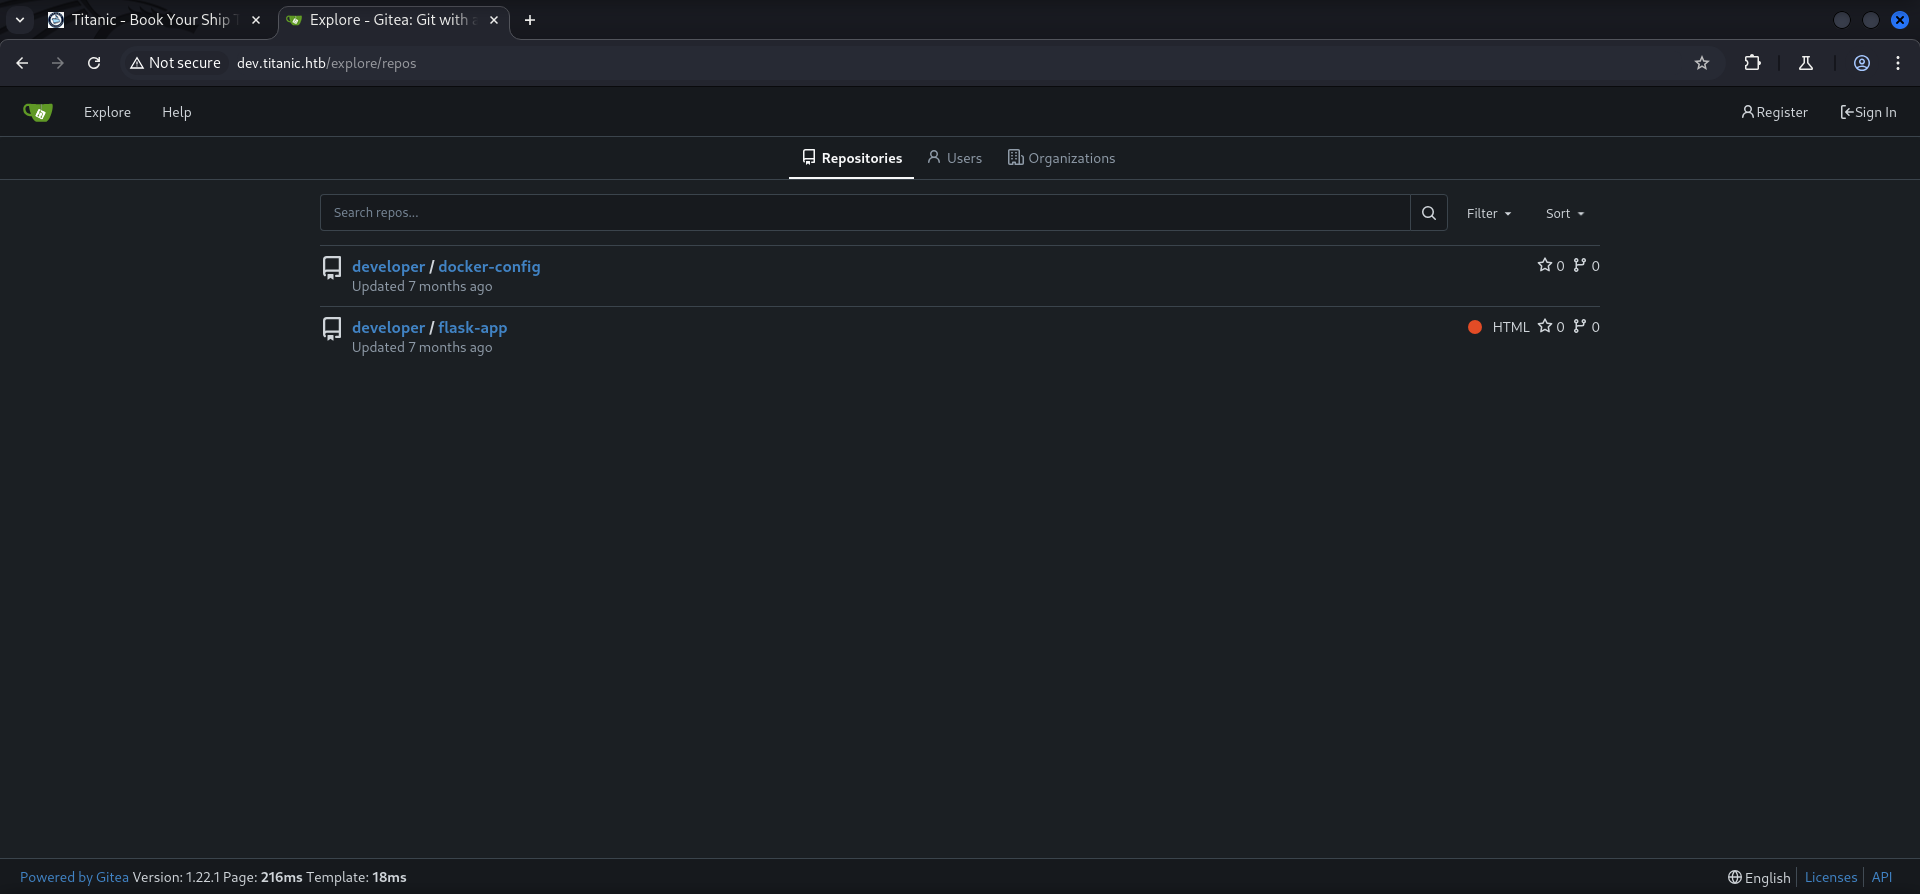 Titanic - Book Your Ship T
Explore - Gitea: Git with a
Not secure
dev.titanic.htb/explore/repos
Explore
Help
Register
Sign In
Repositories
Users
Organizations
Search repos...
Filter
Sort
developer / docker-config
0 0
Updated 7 months ago
developer / flask-app
HTML 0 0
Updated 7 months ago
Powered by Gitea Version: 1.22.1 Page: 216ms Template: 18ms
English
Licenses
API